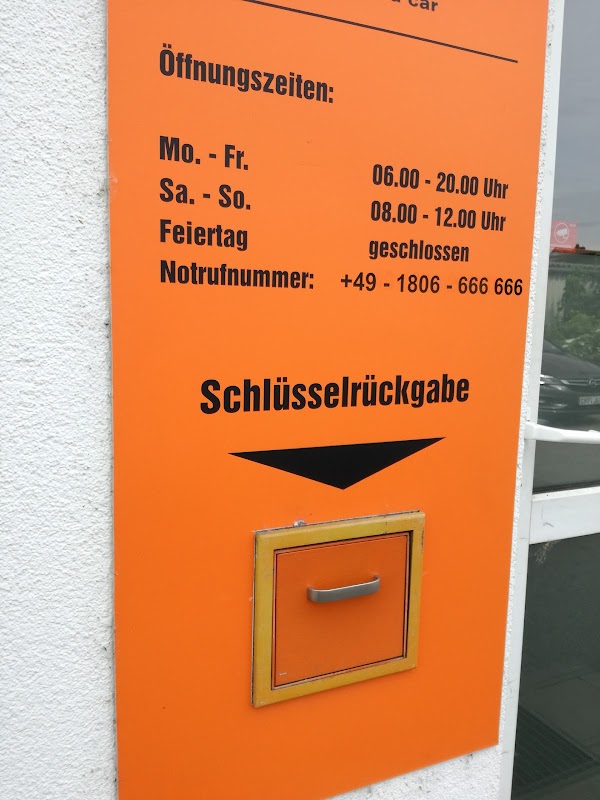 car
Öffnungszeiten:
Mo. - Fr. 06.00 - 20.00 Uhr
Sa. - So. 08.00 - 12.00 Uhr
Feiertag geschlossen
Notrufnummer: +49 - 1806 - 666 666
Schlüsselrückgabe